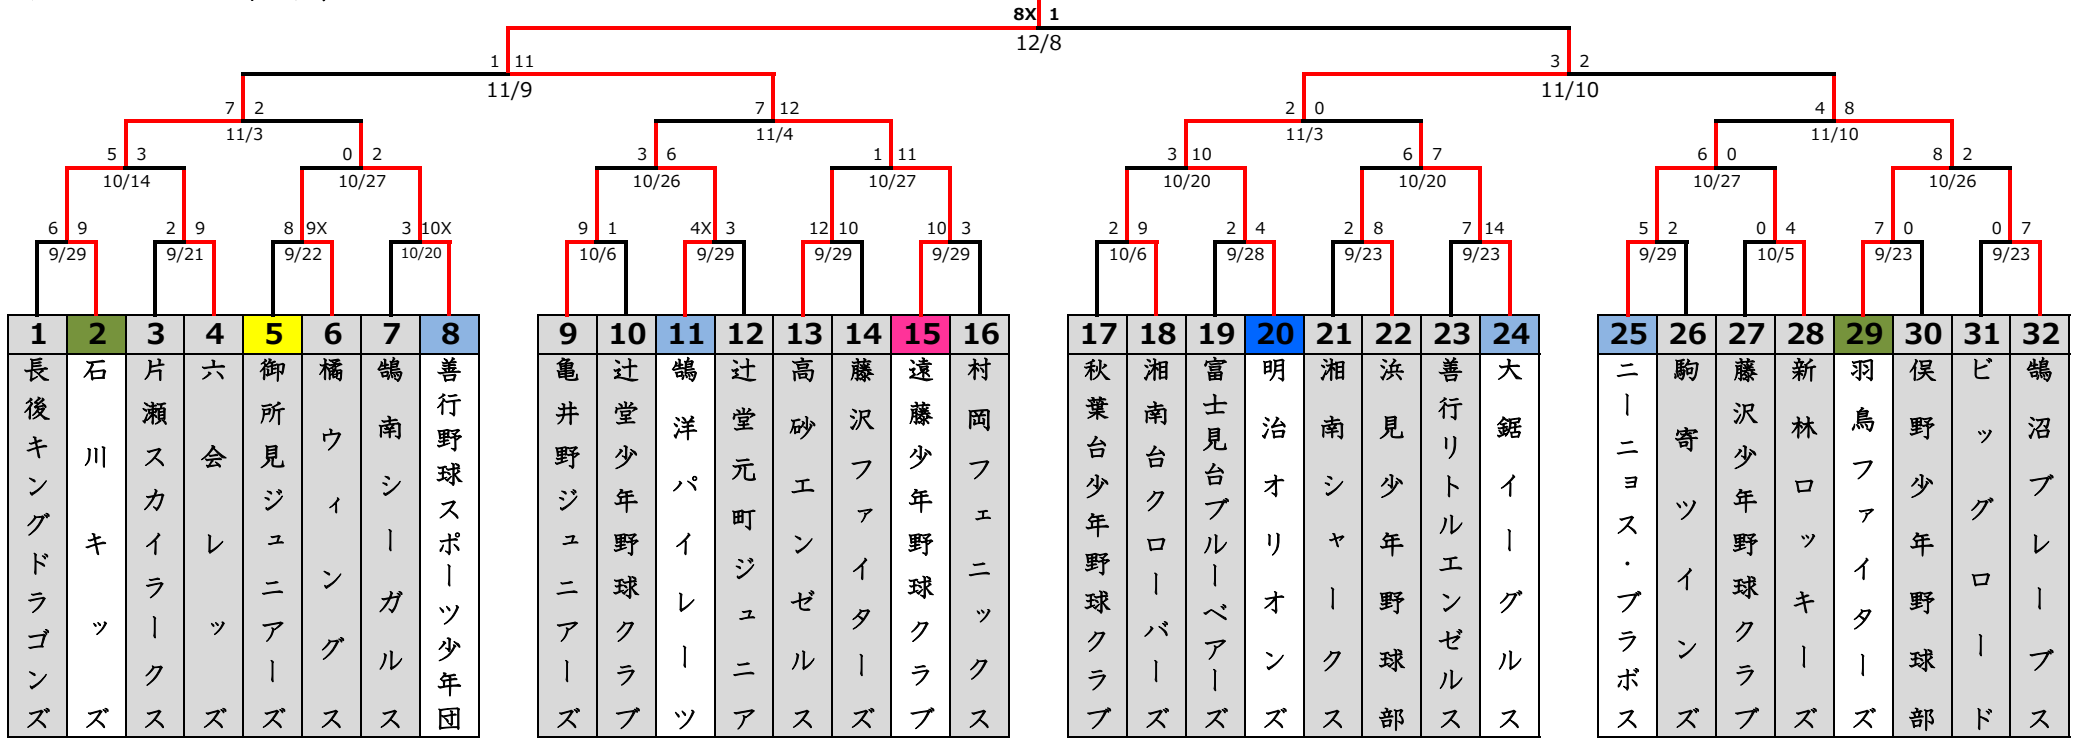 8X 1
12/8
1 11
11/9
3 2
11/10
7 2
11/3
7 12
11/4
2 0
11/3
4 8
11/10
5 3
10/14
0 2
10/27
3 6
10/26
1 11
10/27
3 10
10/20
6 7
10/20
6 0
10/27
8 2
10/26
6 9
9/29
2 9
9/21
8 9X
9/22
3 10X
10/20
9 1
10/6
4X 3
9/29
12 10
9/29
10 3
9/29
2 9
10/6
2 4
9/28
2 8
9/23
7 14
9/23
5 2
9/29
0 4
10/5
7 0
9/23
0 7
9/23
1 長後キングドラゴンズ
2 石川キッズ
3 片瀬スカイラークス
4 六会レッズ
5 御所見ジュニアーズ
6 橘ウィングス
7 鵠南シーガルス
8 善行野球スポーツ少年団
9 亀井野ジュニアーズ
10 辻堂少年野球クラブ
11 鵠洋パイレーツ
12 辻堂元町ジュニア
13 高砂エンゼルス
14 藤沢ファイターズ
15 遠藤少年野球クラブ
16 村岡フェニックス
17 秋葉台少年野球クラブ
18 湘南台クローバーズ
19 富士見台ブルーベアーズ
20 明治オリオンズ
21 湘南シャークス
22 浜見少年野球部
23 善行リトルエンゼルス
24 大鋸イーグルス
25 ニーニョス・ブラボス
26 駒寄ツインズ
27 藤沢少年野球クラブ
28 新林ロッキーズ
29 羽鳥ファイターズ
30 俣野少年野球部
31 ビッグロード
32 鵠沼ブレーブス